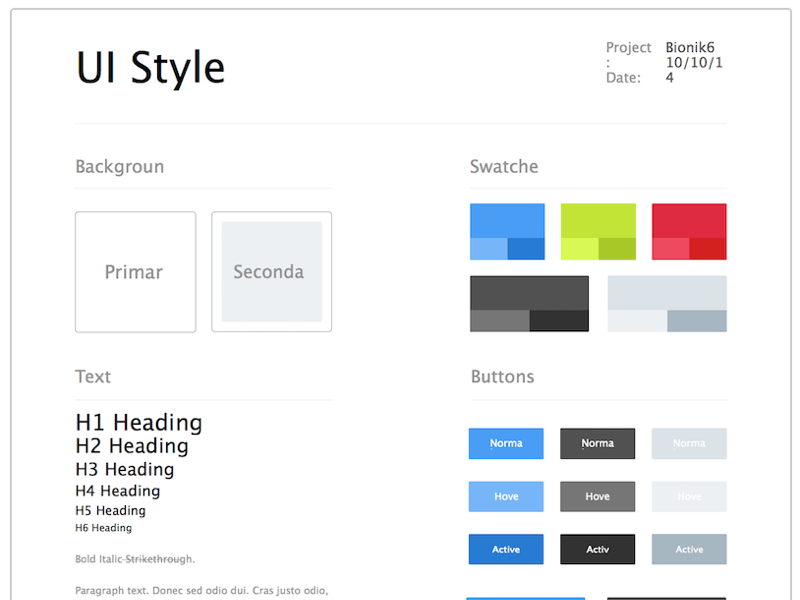 UI Style
Project
:
Date:
Bionik6
10/10/1
4
Backgroun
Swatche
Primar
Seconda
Text
Buttons
H1 Heading
H2 Heading
H3 Heading
H4 Heading
H5 Heading
H6 Heading
Bold Italic Strikethrough.
Paragraph text. Donec sed odio dui. Cras justo odio,
Norma
Norma
Norma
Hove
Hove
Hove
Active
Activ
Active